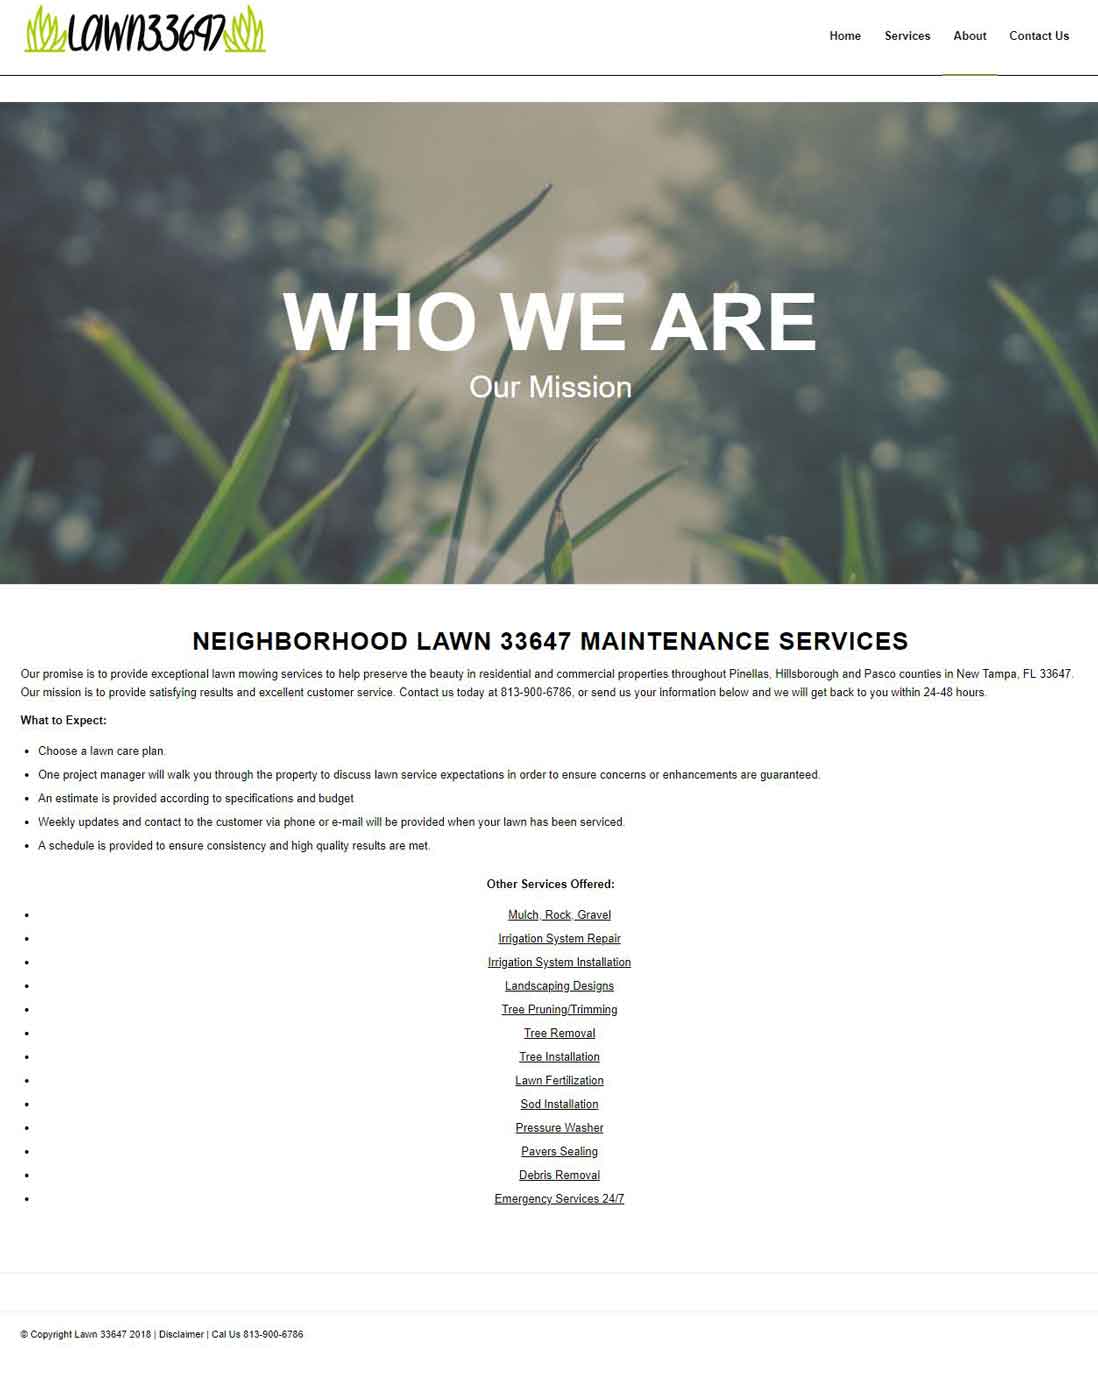 LAWN33647
Home Services About Contact Us
WHO WE ARE
Our Mission
NEIGHBORHOOD LAWN 33647 MAINTENANCE SERVICES
Our promise is to provide exceptional lawn mowing services to help preserve the beauty in residential and commercial properties throughout Pinellas, Hillsborough and Pasco counties in New Tampa, FL 33647.
Our mission is to provide satisfying results and excellent customer service. Contact us today at 813-900-6786, or send us your information below and we will get back to you within 24-48 hours.
What to Expect:
• Choose a lawn care plan.
• One project manager will walk you through the property to discuss lawn service expectations in order to ensure concerns or enhancements are guaranteed.
• An estimate is provided according to specifications and budget
• Weekly updates and contact to the customer via phone or e-mail will be provided when your lawn has been serviced.
• A schedule is provided to ensure consistency and high quality results are met.
Other Services Offered:
• Mulch, Rock, Gravel
• Irrigation System Repair
• Irrigation System Installation
• Landscaping Designs
• Tree Pruning/Trimming
• Tree Removal
• Tree Installation
• Lawn Fertilization
• Sod Installation
• Pressure Washer
• Pavers Sealing
• Debris Removal
• Emergency Services 24/7
© Copyright Lawn 33647 2018 | Disclaimer | Cal Us 813-900-6786